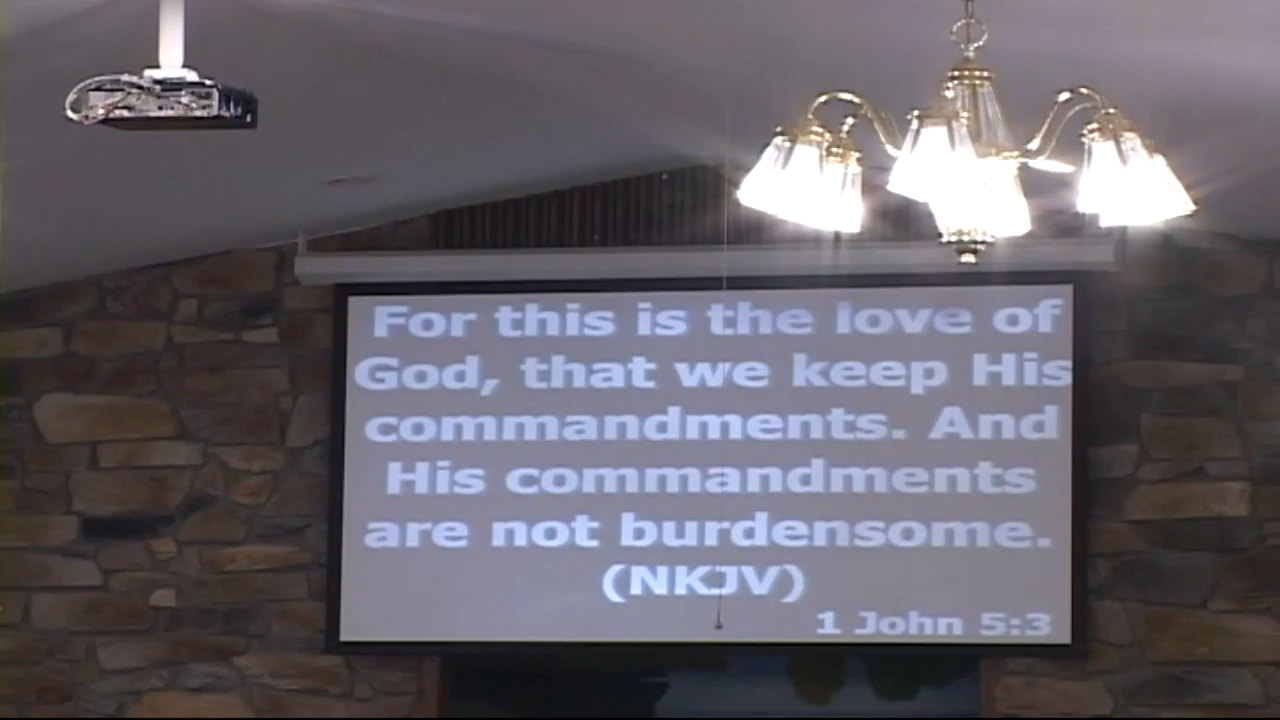 For this is the love of
God, that we keep His
commandments. And
His commandments
are not burdensome.
(NKJV)
1 John 5:3